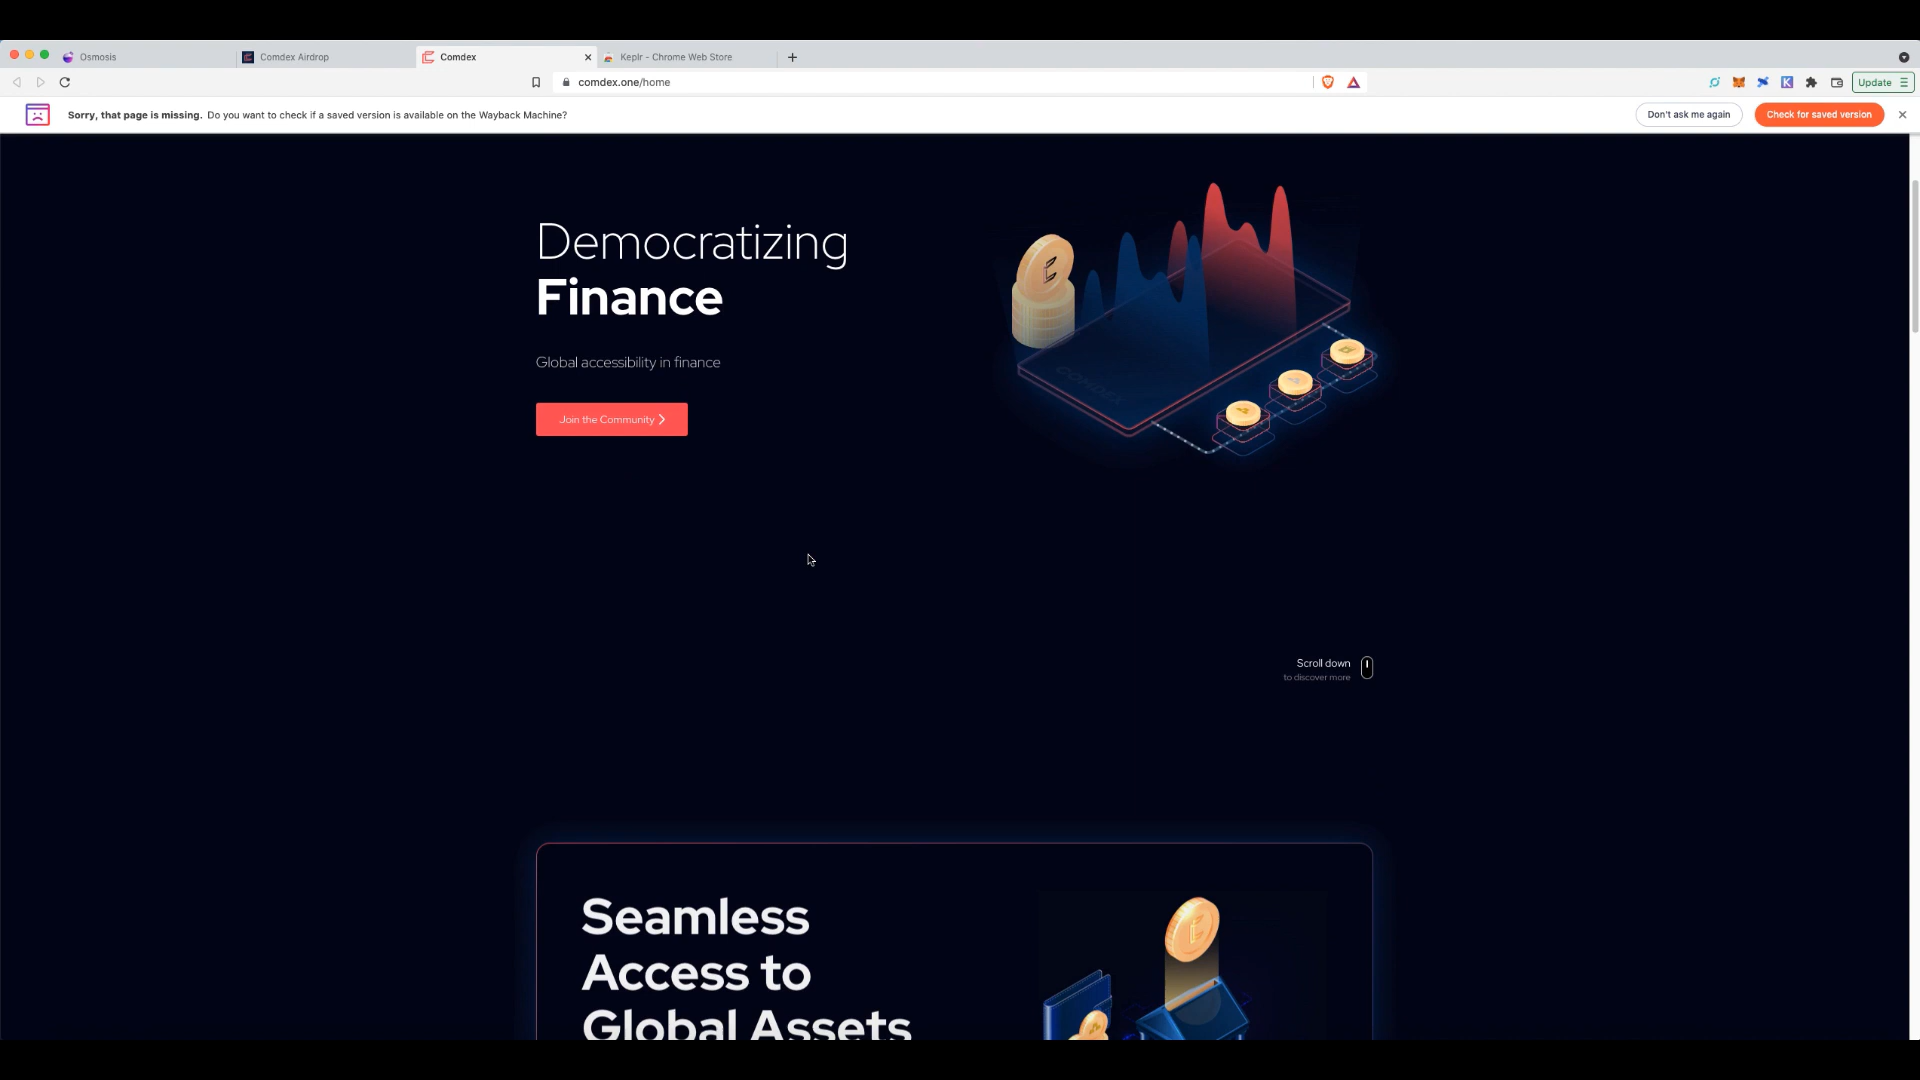 Osmosis
Comdex Airdrop
Comdex
Keplr - Chrome Web Store
comdex.one/home
Update
Sorry, that page is missing. Do you want to check if a saved version is available on the Wayback Machine?
Don't ask me again
Check for saved version
Democratizing
Finance
Global accessibility in finance
Join the Community
COMDEX
Scroll down
to discover more
Seamless
Access to
Global Assets